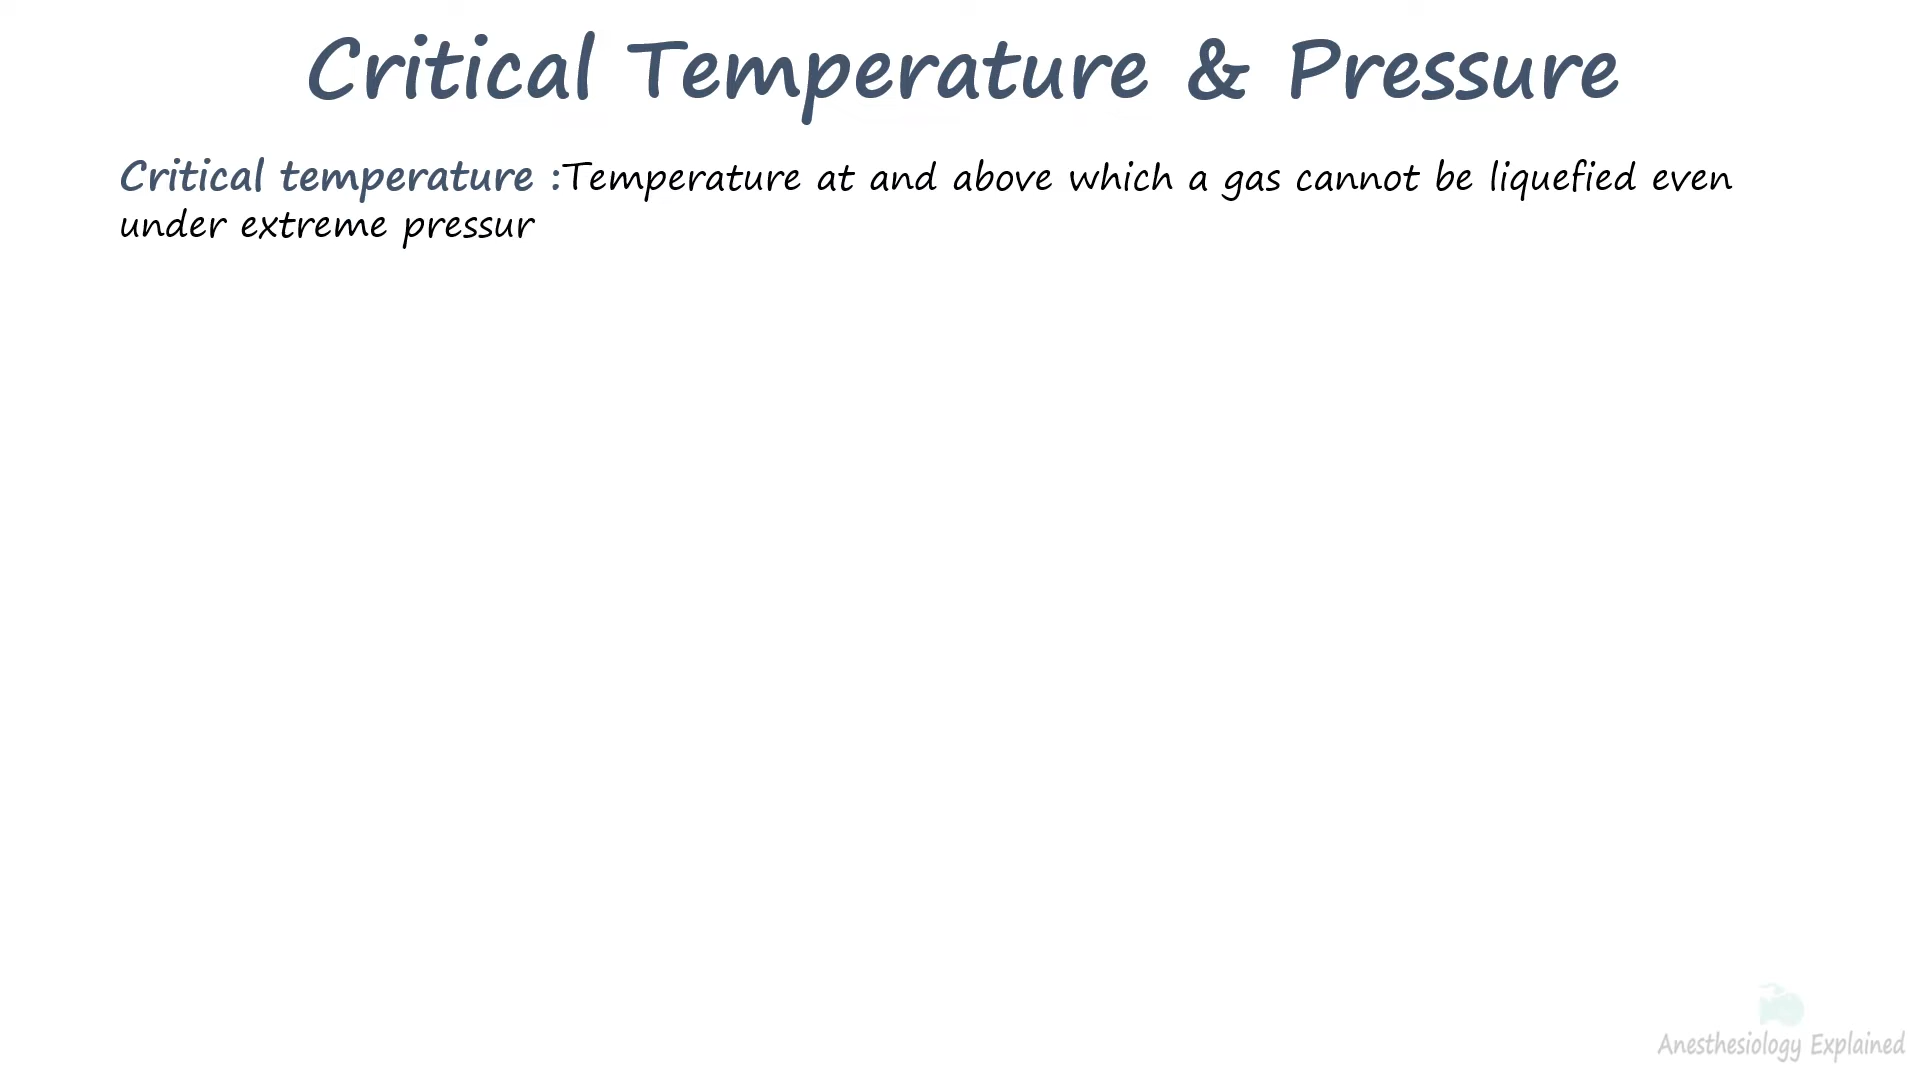 Critical Temperature & Pressure
Critical temperature :Temperature at and above which a gas cannot be liquefied even
under extreme pressur
Anesthesiology Explained